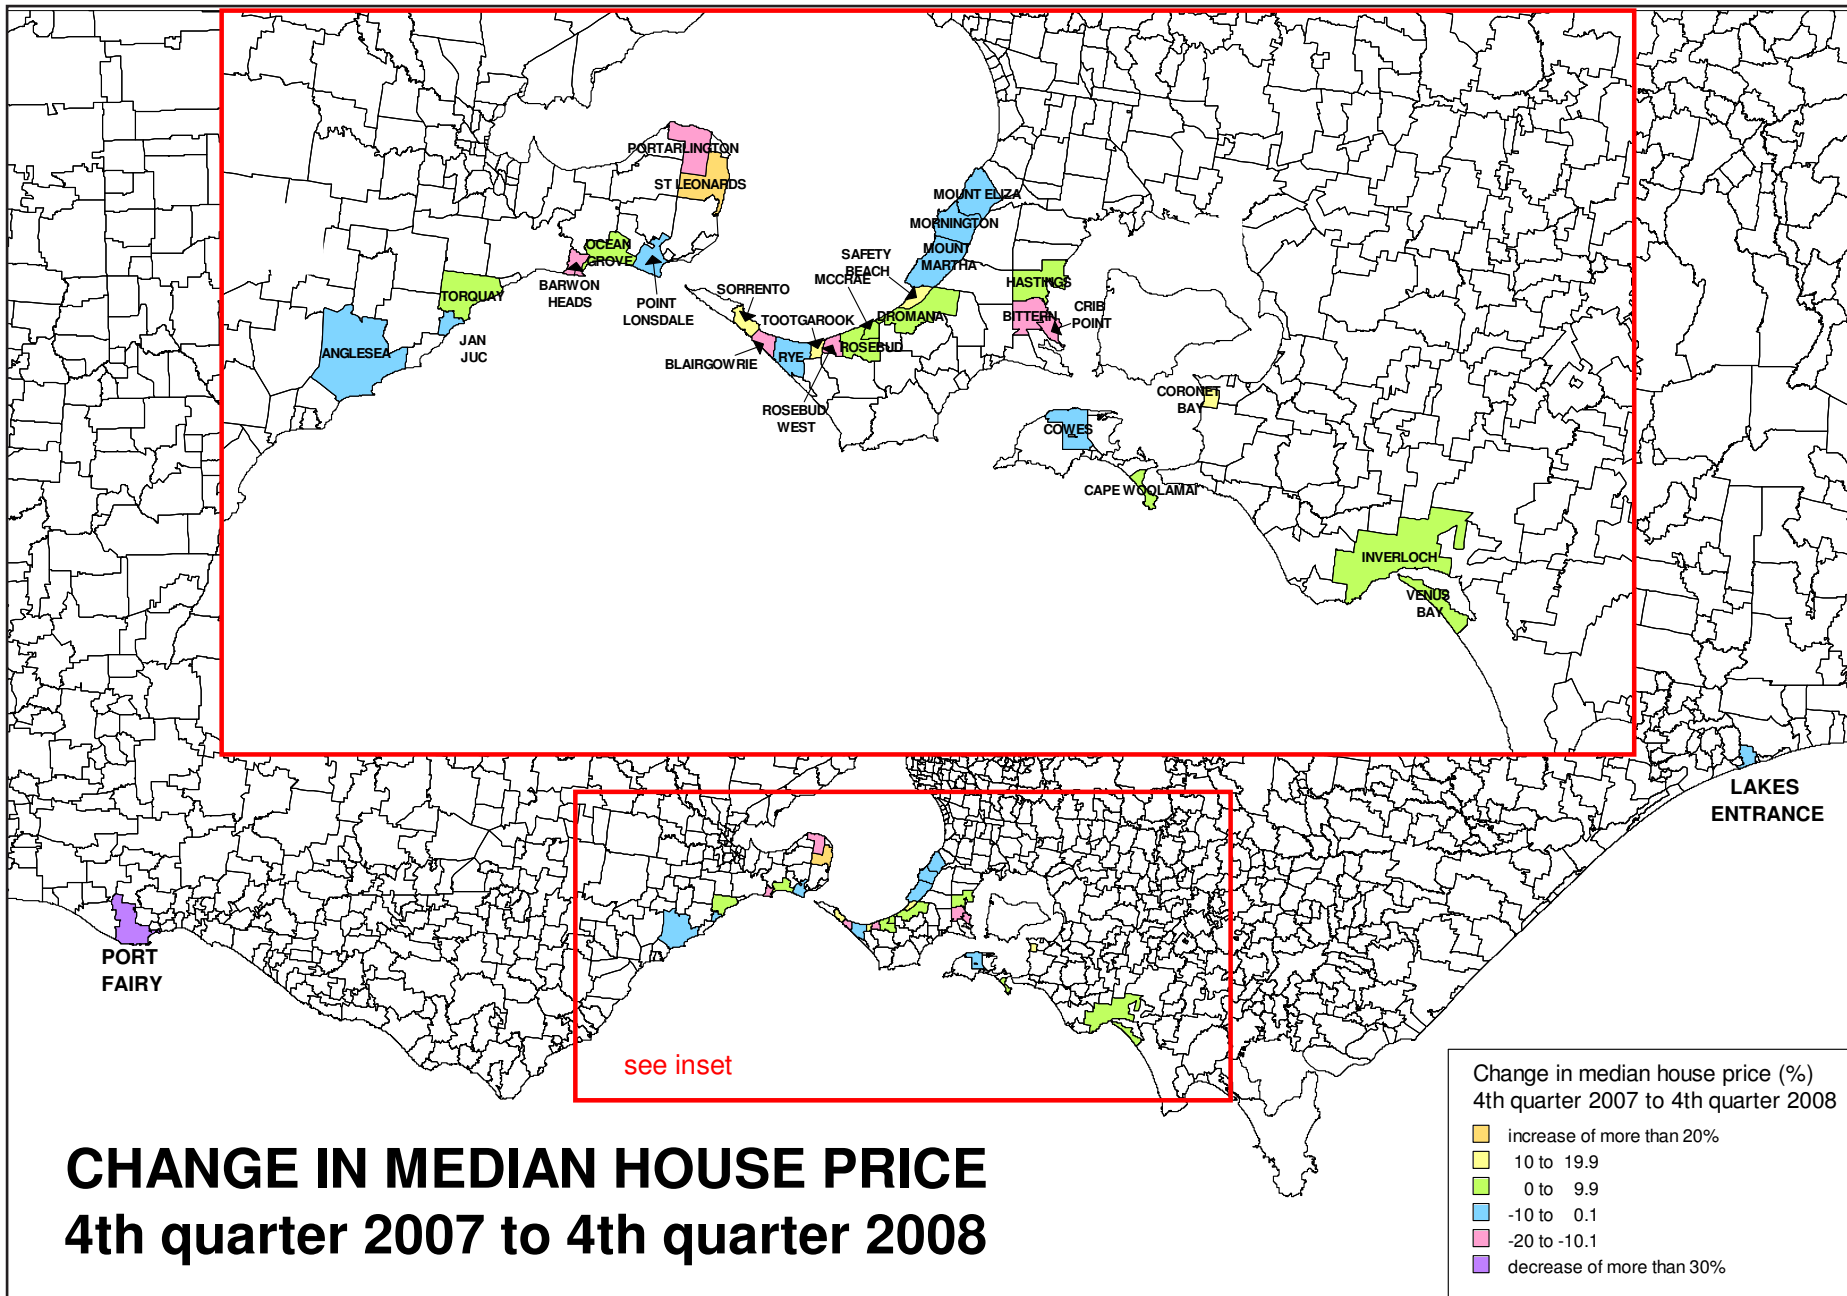 PORTARLINGTON
ST LEONARDS
MOUNT ELIZA
MORNINGTON
MOUNT
MARTHA
OCEAN
GROVE
SAFETY
BEACH
MCCRAE
HASTINGS
BARWON
HEADS
POINT
LONSDALE
SORRENTO
TORQUAY
TOOTGAROOK
DROMANA
BITTERN
CRIB
POINT
JAN
JUC
ANGLESEA
BLAIRGOWRIE
RYE
ROSEBUD
ROSEBUD
WEST
CORONET
BAY
COWES
CAPE WOOLAMAI
INVERLOCH
VENUS
BAY
LAKES
ENTRANCE
PORT
FAIRY
see inset
Change in median house price (%)
4th quarter 2007 to 4th quarter 2008
increase of more than 20%
10 to 19.9
0 to 9.9
-10 to 0.1
-20 to -10.1
decrease of more than 30%
CHANGE IN MEDIAN HOUSE PRICE
4th quarter 2007 to 4th quarter 2008